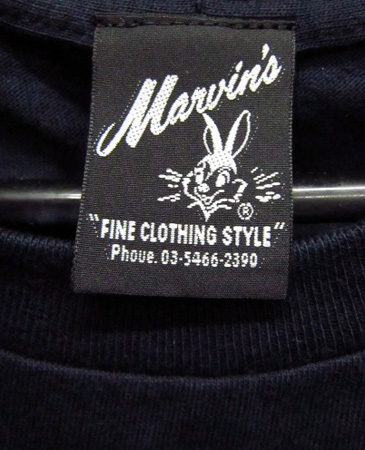 Marvin's
®
"FINE CLOTHING STYLE"
Phoue. 03-5466-2390